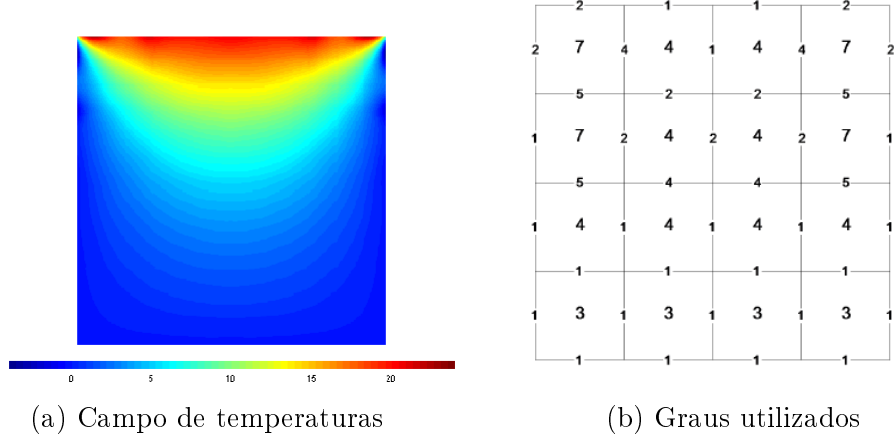 2 1 1 2
2 7 4 4 1 4 4 7 2
5 2 2 5
1 7 2 4 2 4 2 7 1
5 4 4 5
1 4 1 4 1 4 1 4 1
1 1 1 1
1 3 1 3 1 3 1 3 1
1 1 1 1
0 5 10 15 20
(a) Campo de temperaturas
(b) Graus utilizados